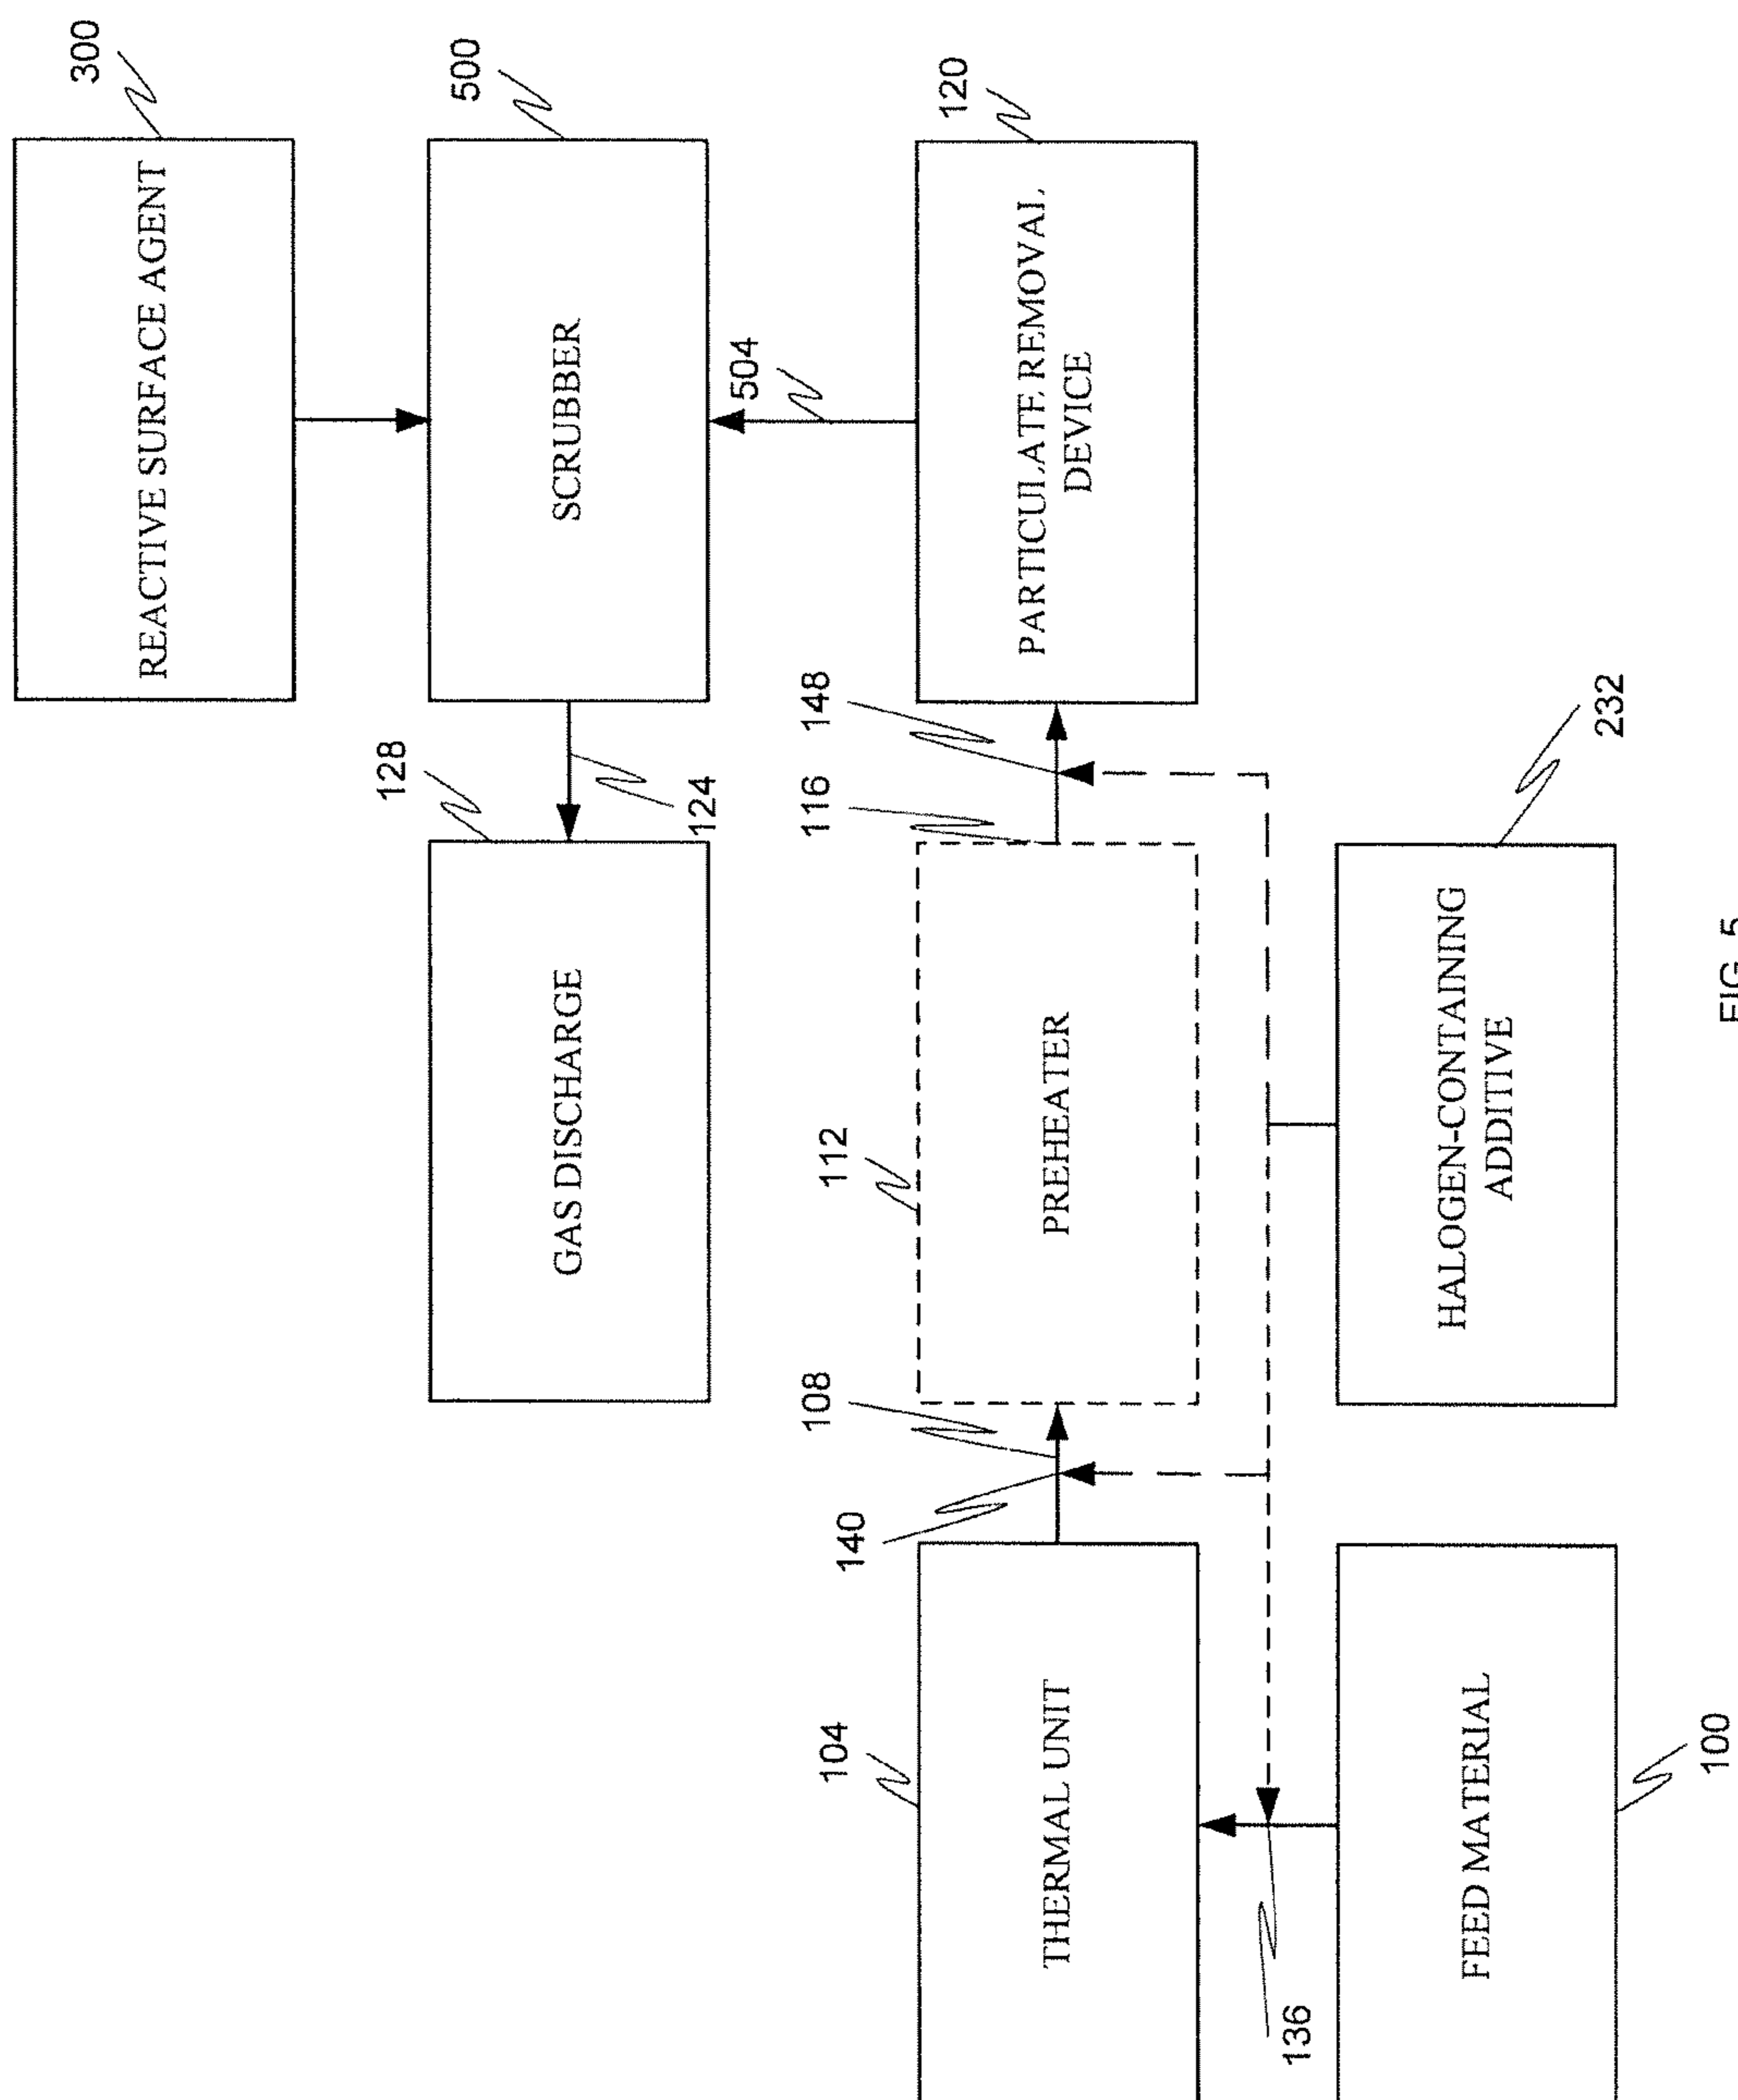 300
REACTIVE SURFACE AGENT
128
500
GAS DISCHARGE
SCRUBBER
124
504
104
140
108
112
116
148
120
THERMAL UNIT
PREHEATER
PARTICULATE REMOVAL
DEVICE
136
FEED MATERIAL
HALOGEN-CONTAINING
ADDITIVE
232
100
FIG. 5